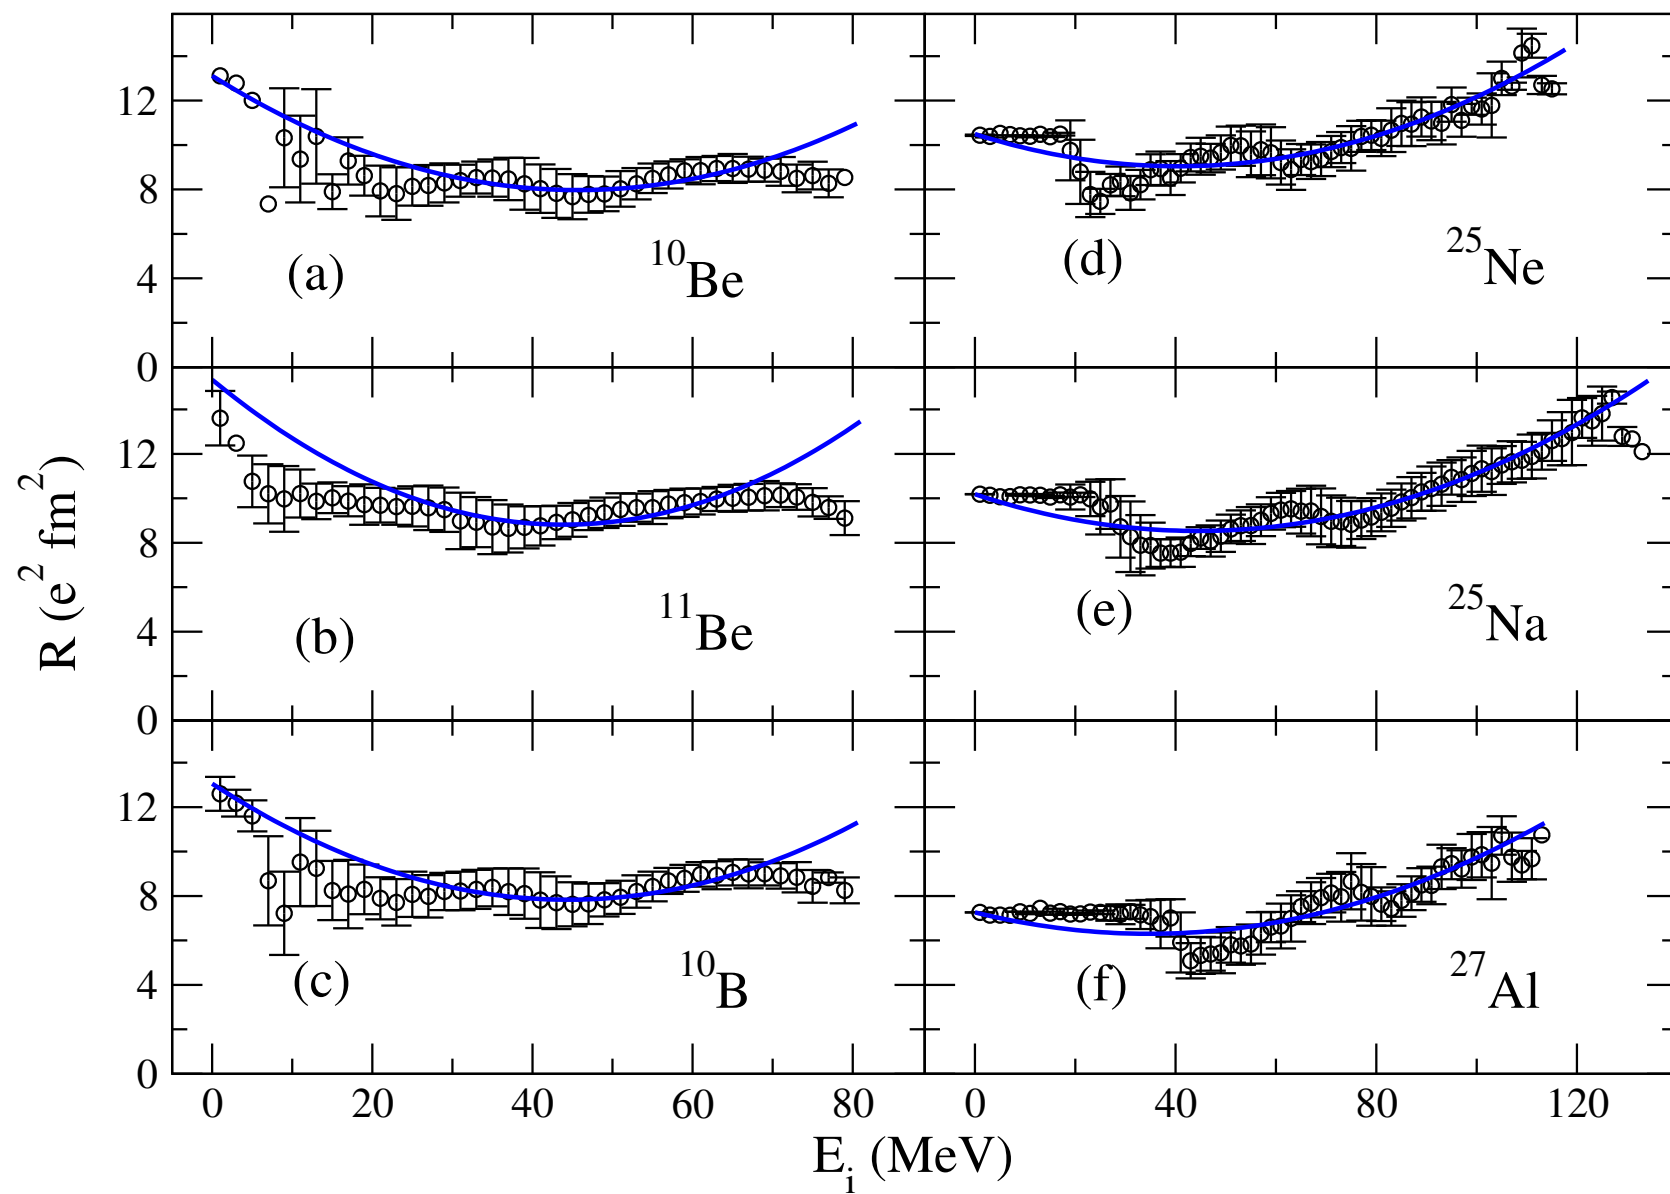 12
8
4
0
(a)
¹⁰Be
(d)
²⁵Ne
12
8
4
0
(b)
¹¹Be
(e)
²⁵Na
12
8
4
0
(c)
¹⁰B
(f)
²⁷Al
R (e² fm²)
0 20 40 60 80 0 40 80 120
Eᵢ (MeV)